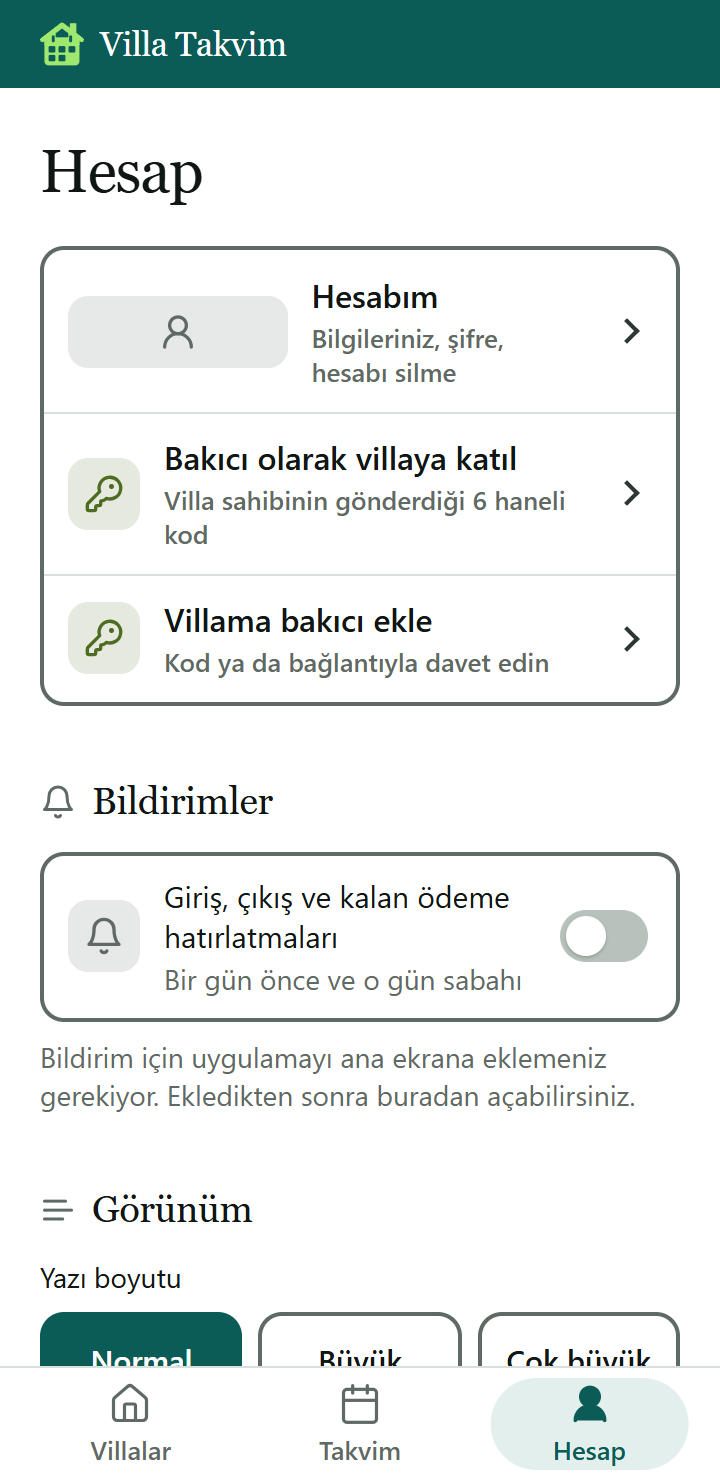 Villa Takvim
Hesap
Hesabım
Bilgileriniz, şifre,
hesabı silme
Bakıcı olarak villaya katıl
Villa sahibinin gönderdiği 6 haneli
kod
Villama bakıcı ekle
Kod ya da bağlantıyla davet edin
Bildirimler
Giriş, çıkış ve kalan ödeme
hatırlatmaları
Bir gün önce ve o gün sabahı
Bildirim için uygulamayı ana ekrana eklemeniz
gerekiyor. Ekledikten sonra buradan açabilirsiniz.
Görünüm
Yazı boyutu
Normal
Büyük
Çok büyük
Villalar
Takvim
Hesap